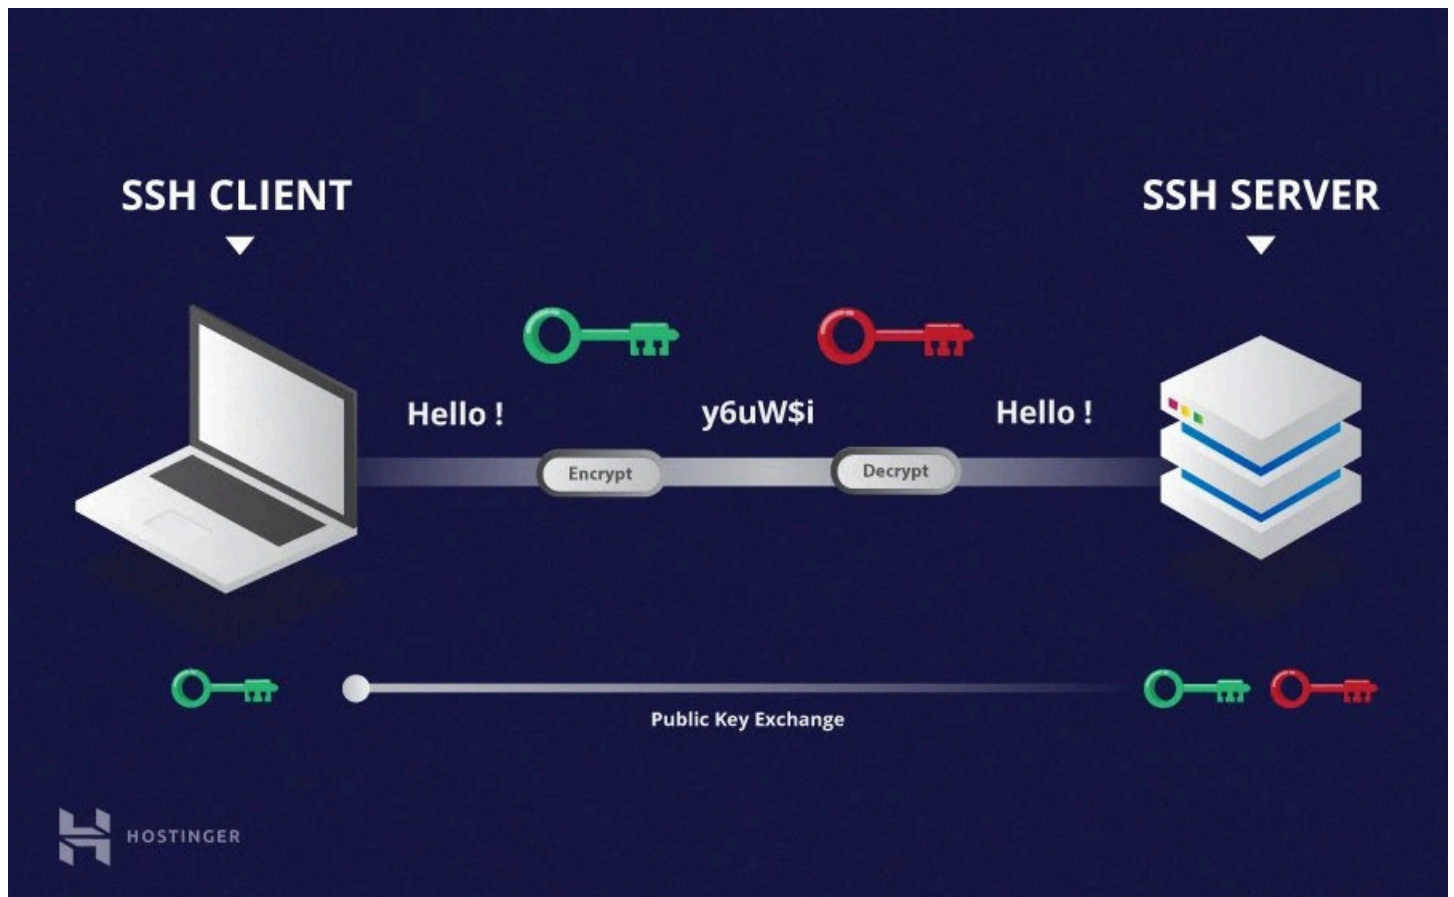 SSH CLIENT
SSH SERVER
Hello !
y6uW$i
Hello !
Encrypt
Decrypt
Public Key Exchange
HOSTINGER